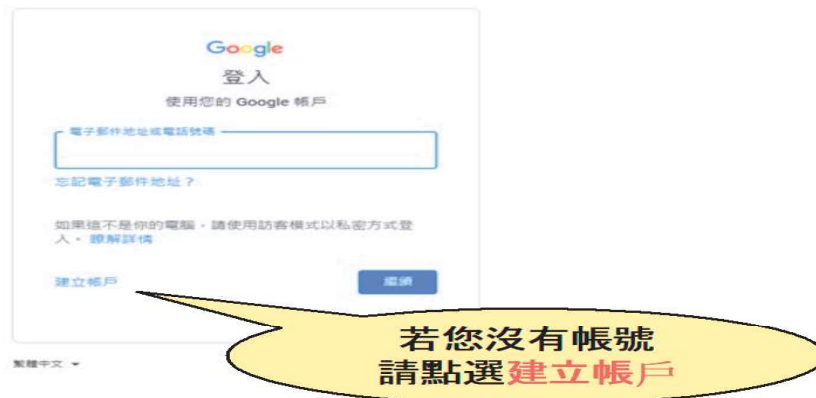 Google
登入
使用您的 Google 帳戶
電子郵件地址或電話號碼
忘記電子郵件地址？
如果這不是你的電腦，請使用訪客模式以私密方式登
入。瞭解詳情
建立帳戶
繼續
若您沒有帳號
請點選建立帳戶
繁體中文